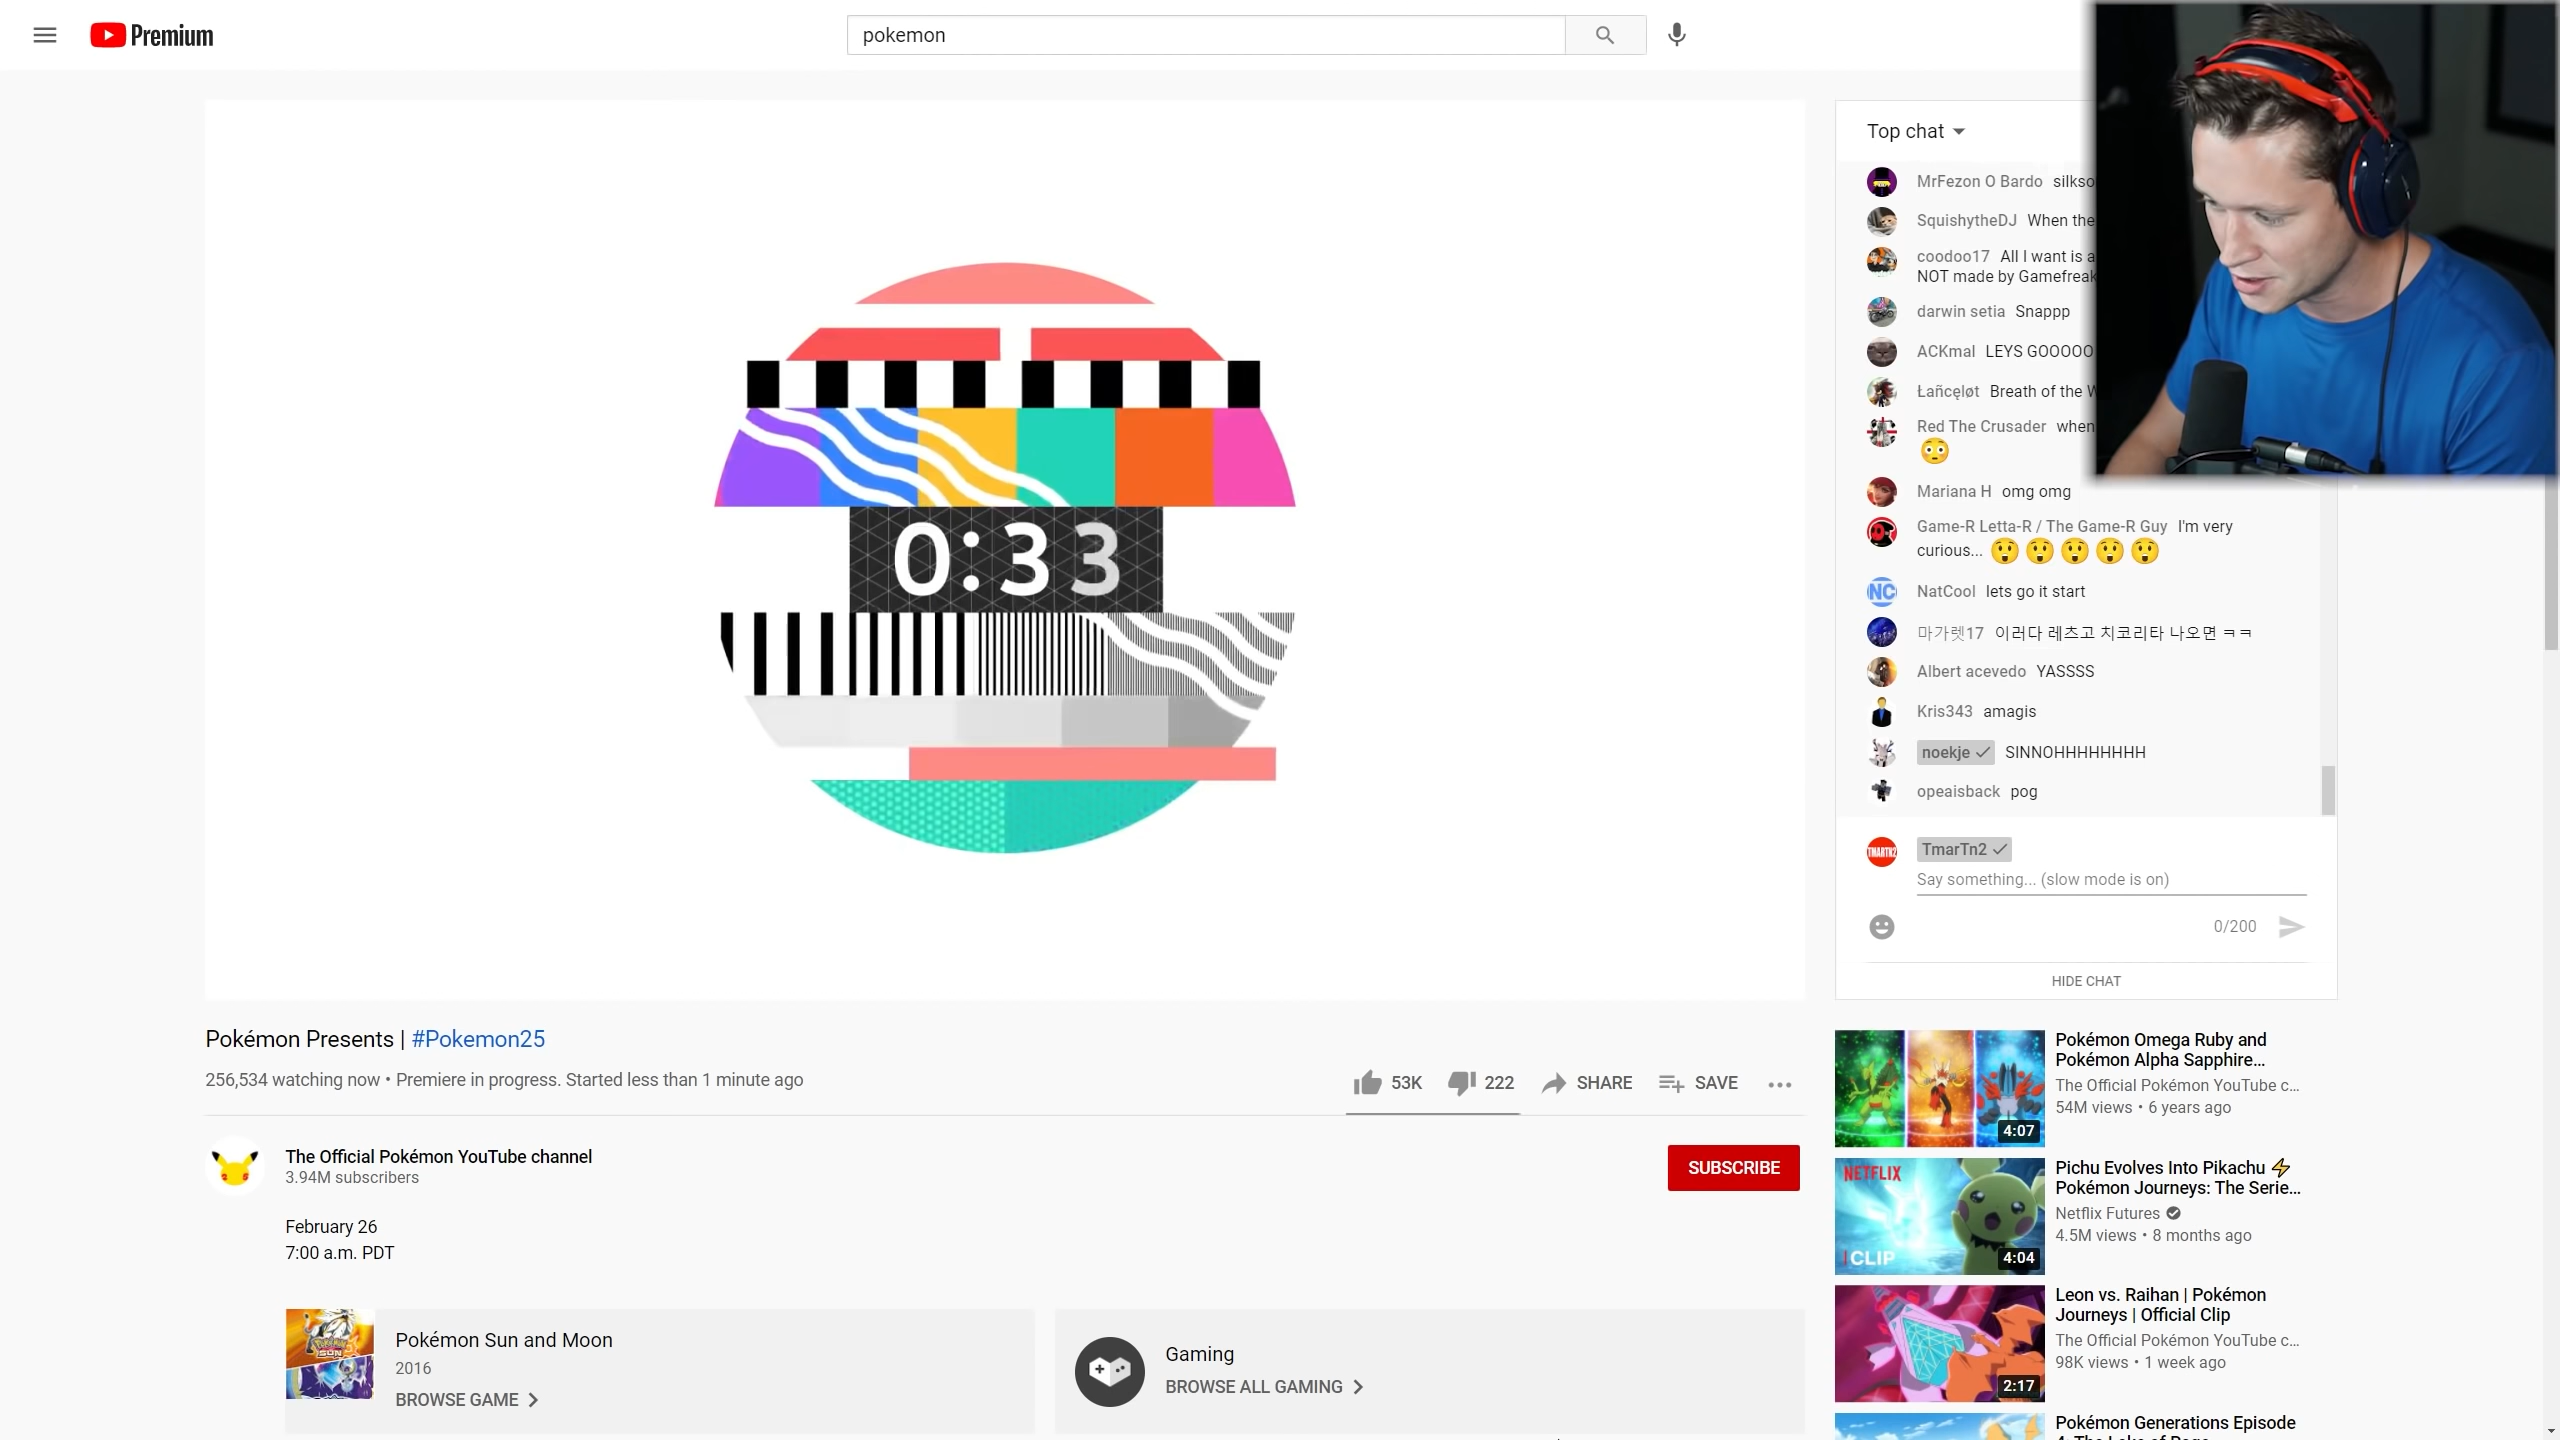 Premium
pokemon
0:33
Top chat
MrFezon O Bardo
SquishytheDJ When the
coodoo17 All I want is a
NOT made by Gamefreak
darwin setia Snappp
ACKmal LEYS GOOOOO
Łañcęløt Breath of the
Red The Crusader when
😳
Mariana H omg omg
Game-R Letta-R / The Game-R Guy I'm very
curious... 😲😲😲😲😲
NatCool lets go it start
마가렛17 이러다 레츠고 치코리타 나오면 ㅋㅋ
Albert acevedo YASSSS
Kris343 amagis
noekje SINNOHHHHHHHH
opeaisback pog
TMARTN2
TmarTn2
Say something... (slow mode is on)
0/200
HIDE CHAT
Pokémon Presents | #Pokemon25
256,534 watching now • Premiere in progress. Started less than 1 minute ago
53K
222
SHARE
SAVE
The Official Pokémon YouTube channel
3.94M subscribers
SUBSCRIBE
February 26
7:00 a.m. PDT
Pokémon Sun and Moon
2016
BROWSE GAME
Gaming
BROWSE ALL GAMING
4:07
Pokémon Omega Ruby and
Pokémon Alpha Sapphire...
The Official Pokémon YouTube c...
54M views • 6 years ago
NETFLIX
CLIP
4:04
Pichu Evolves Into Pikachu ⚡
Pokémon Journeys: The Serie...
Netflix Futures
4.5M views • 8 months ago
2:17
Leon vs. Raihan | Pokémon
Journeys | Official Clip
The Official Pokémon YouTube c...
98K views • 1 week ago
Pokémon Generations Episode